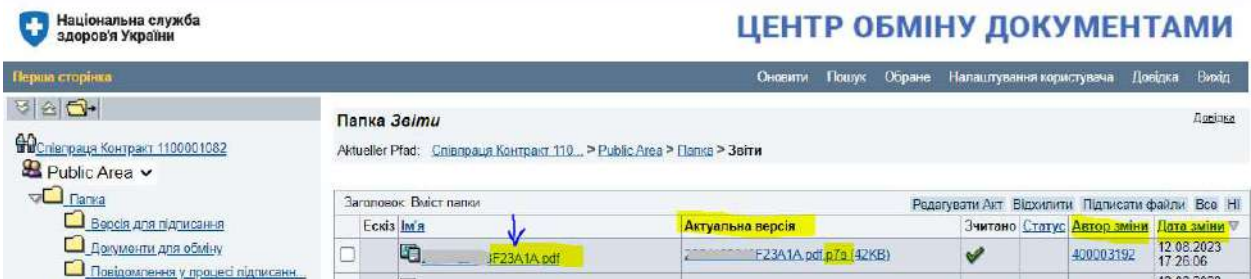 Національна служба
здоров'я України
ЦЕНТР ОБМІНУ ДОКУМЕНТАМИ
Перша сторінка Оновити Пошук Обране Налаштування користувача Довідка Вихід
Папка Звіти Довідка
Aktueller Pfad: Співпраця Контракт 110... > Public Area > Папка > Звіти
Співпраця Контракт 1100001082
Public Area
Папка
Версія для підписання
Документи для обміну
Повідомлення у процесі підписанн...
Заголовок: Вміст папки Редагувати Акт Відхилити Підписати файли Все Ні
Ескіз Ім'я Актуальна версія Зчитано Статус Автор зміни Дата зміни
F23A1A.pdf F23A1A.pdf.p7s (42KB) 400003192 12.08.2023
17:26:06